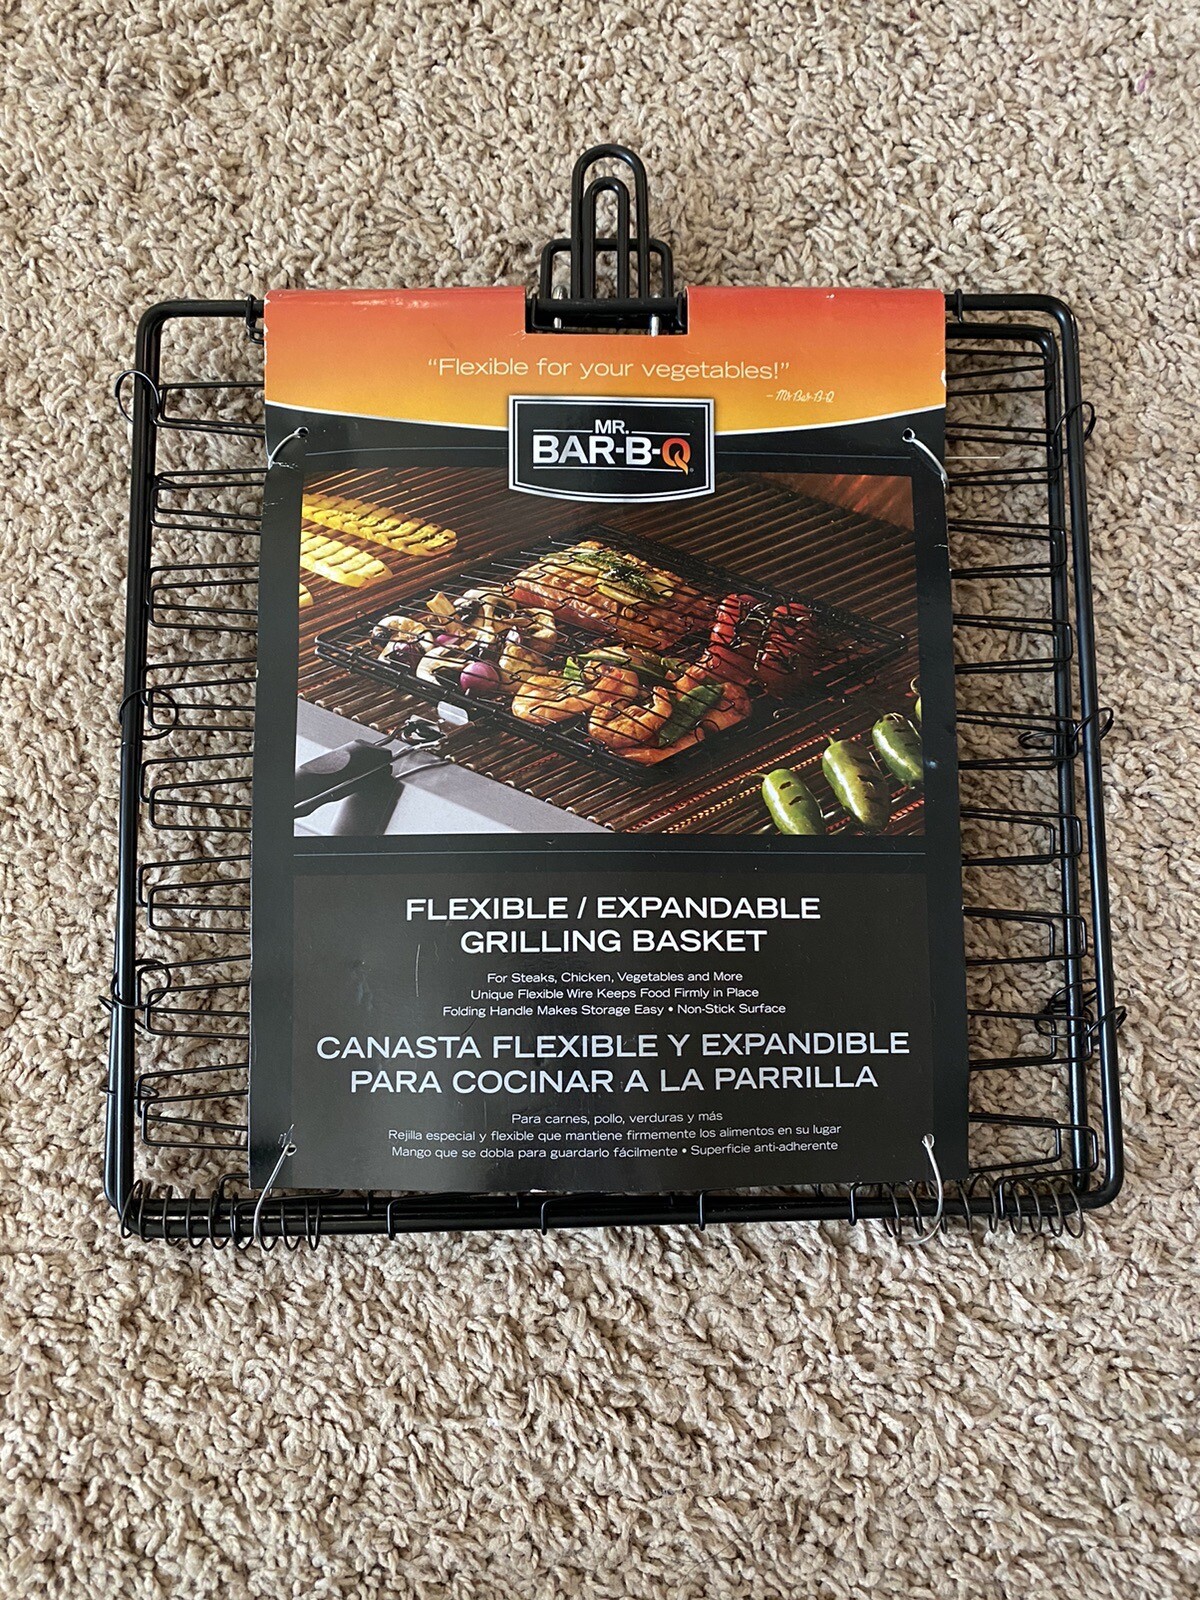 “Flexible for your vegetables!”
– Mr.Bar-B-Q
MR.
BAR-B-Q
FLEXIBLE / EXPANDABLE
GRILLING BASKET
For Steaks, Chicken, Vegetables and More
Unique Flexible Wire Keeps Food Firmly in Place
Folding Handle Makes Storage Easy • Non-Stick Surface
CANASTA FLEXIBLE Y EXPANDIBLE
PARA COCINAR A LA PARRILLA
Para carnes, pollo, verduras y más
Rejilla especial y flexible que mantiene firmemente los alimentos en su lugar
Mango que se dobla para guardarlo fácilmente • Superficie anti-adherente